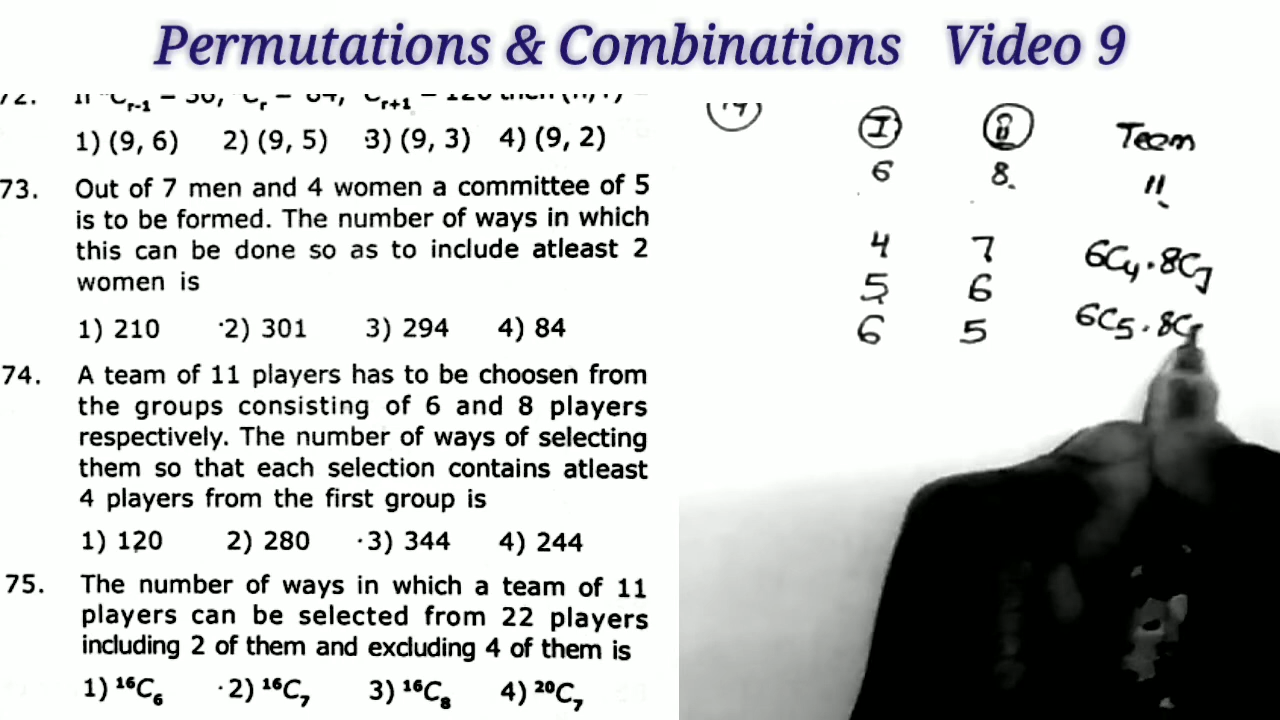 Permutations & Combinations Video 9
1) (9, 6) 2) (9, 5) 3) (9, 3) 4) (9, 2)
73. Out of 7 men and 4 women a committee of 5
is to be formed. The number of ways in which
this can be done so as to include atleast 2
women is
1) 210 2) 301 3) 294 4) 84
74. A team of 11 players has to be choosen from
the groups consisting of 6 and 8 players
respectively. The number of ways of selecting
them so that each selection contains atleast
4 players from the first group is
1) 120 2) 280 3) 344 4) 244
75. The number of ways in which a team of 11
players can be selected from 22 players
including 2 of them and excluding 4 of them is
1) ¹⁶C₆ 2) ¹⁶C₇ 3) ¹⁶C₈ 4) ²⁰C₇
I II Team
6 8 11
4 7 6C₄ · 8C₇
5 6
6 5 6C₅ ·